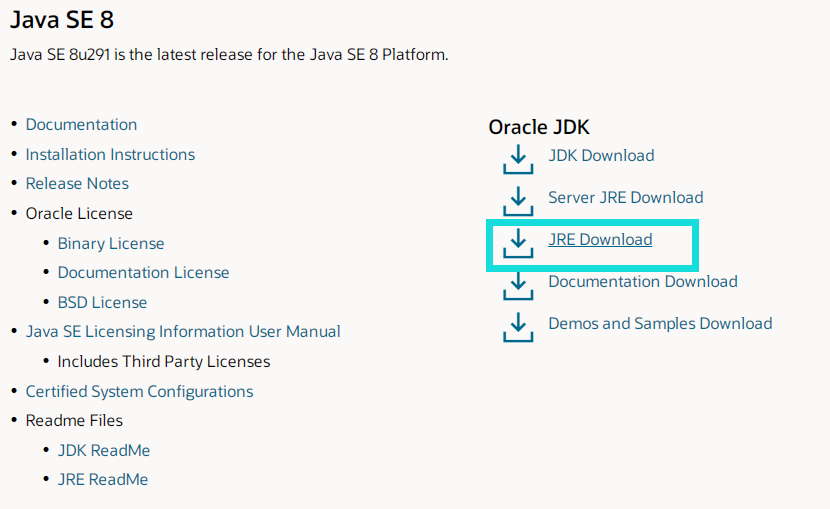 Java SE 8
Java SE 8u291 is the latest release for the Java SE 8 Platform.
• Documentation
• Installation Instructions
• Release Notes
• Oracle License
• Binary License
• Documentation License
• BSD License
• Java SE Licensing Information User Manual
• Includes Third Party Licenses
• Certified System Configurations
• Readme Files
• JDK ReadMe
• JRE ReadMe
Oracle JDK
JDK Download
Server JRE Download
JRE Download
Documentation Download
Demos and Samples Download